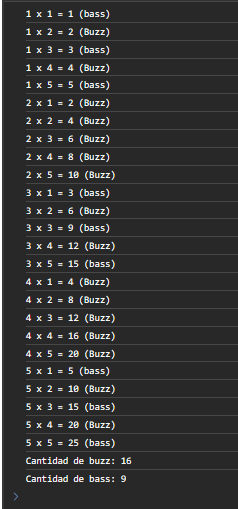 1 x 1 = 1 (bass)
1 x 2 = 2 (Buzz)
1 x 3 = 3 (bass)
1 x 4 = 4 (Buzz)
1 x 5 = 5 (bass)
2 x 1 = 2 (Buzz)
2 x 2 = 4 (Buzz)
2 x 3 = 6 (Buzz)
2 x 4 = 8 (Buzz)
2 x 5 = 10 (Buzz)
3 x 1 = 3 (bass)
3 x 2 = 6 (Buzz)
3 x 3 = 9 (bass)
3 x 4 = 12 (Buzz)
3 x 5 = 15 (bass)
4 x 1 = 4 (Buzz)
4 x 2 = 8 (Buzz)
4 x 3 = 12 (Buzz)
4 x 4 = 16 (Buzz)
4 x 5 = 20 (Buzz)
5 x 1 = 5 (bass)
5 x 2 = 10 (Buzz)
5 x 3 = 15 (bass)
5 x 4 = 20 (Buzz)
5 x 5 = 25 (bass)
Cantidad de buzz: 16
Cantidad de bass: 9